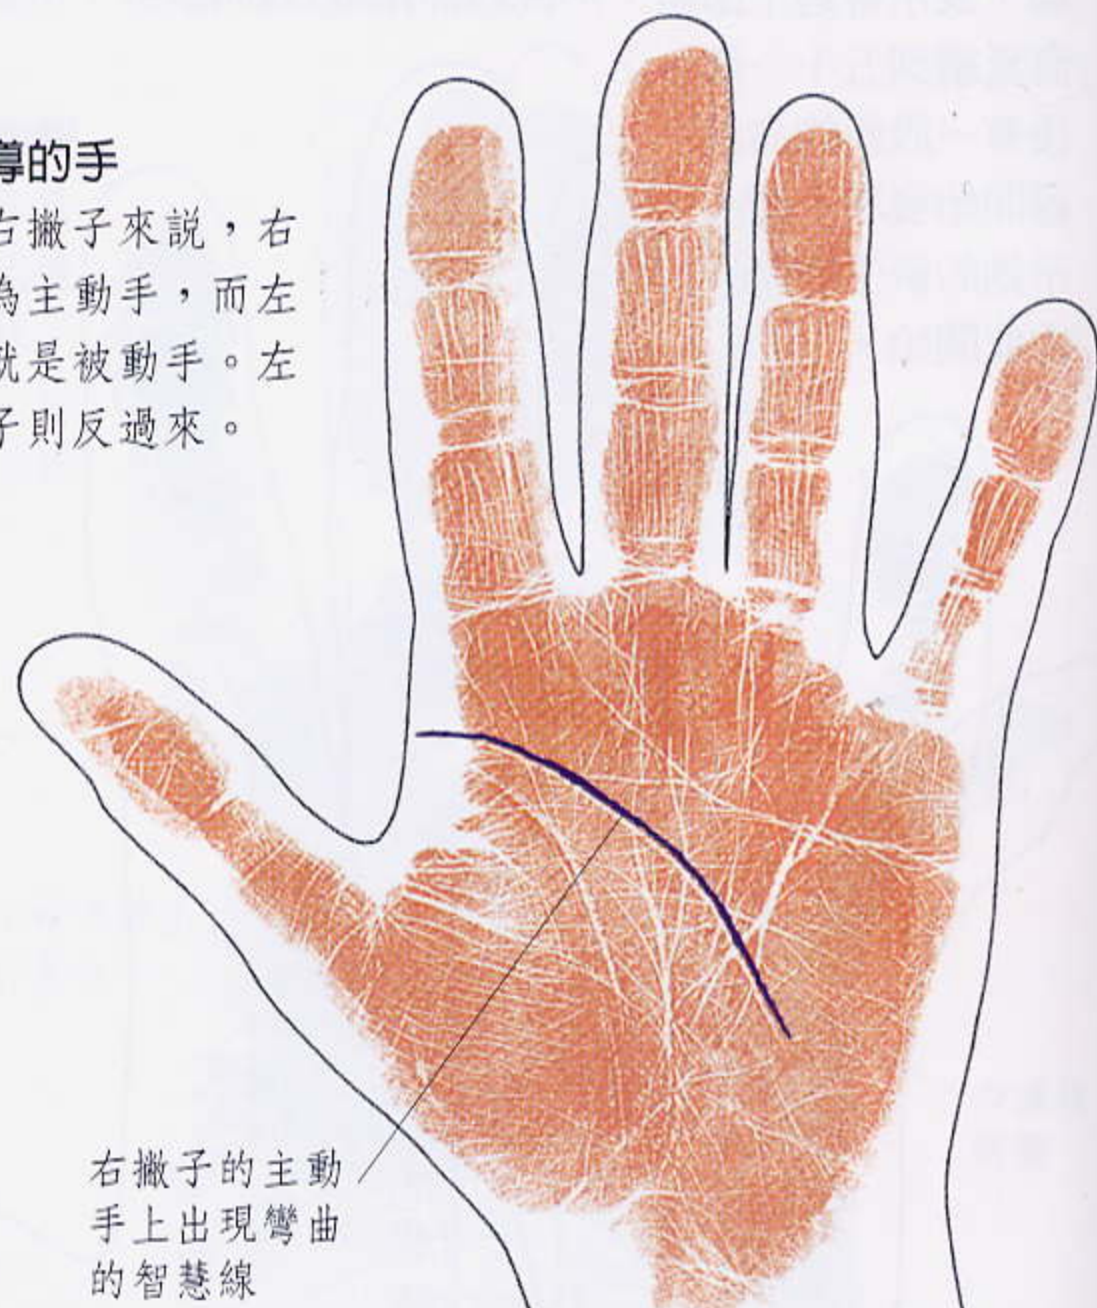 導的手
右撇子來説，右
為主動手，而左
就是被動手。左
子則反過來。
右撇子的主動
手上出現彎曲
的智慧線